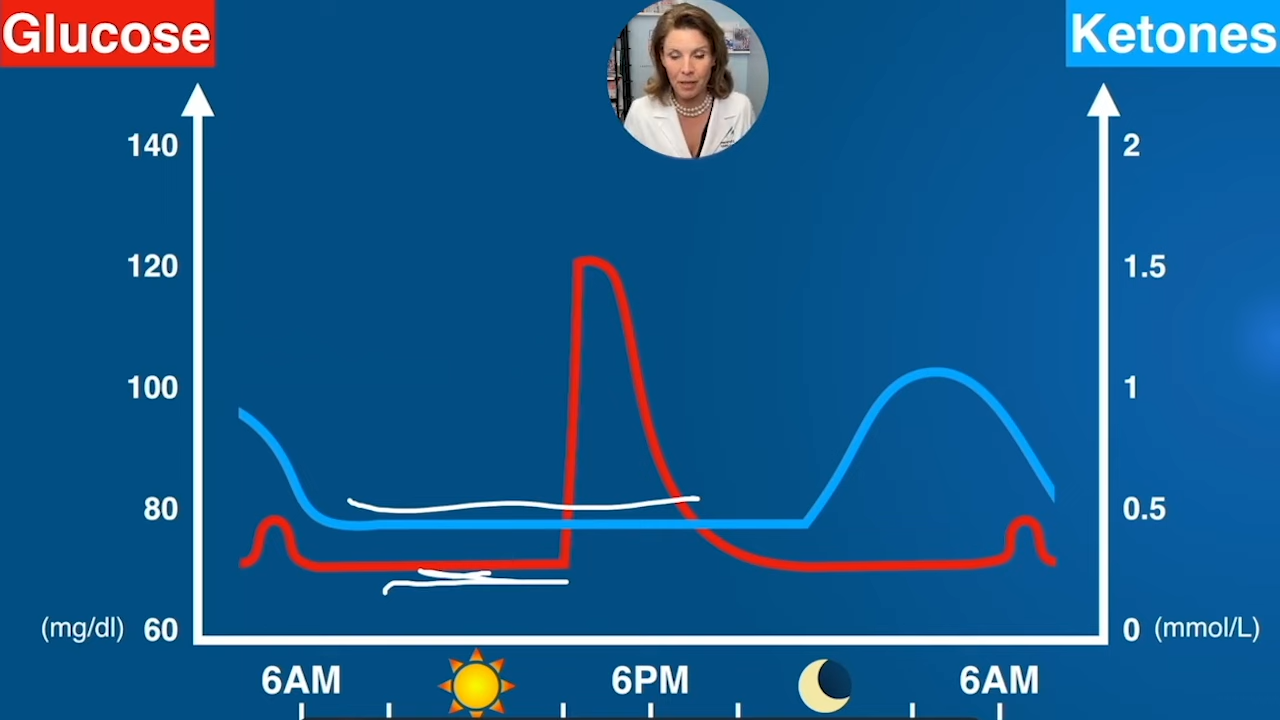 Glucose
Ketones
140
2
120
1.5
100
1
80
0.5
(mg/dl) 60
0 (mmol/L)
6AM
6PM
6AM